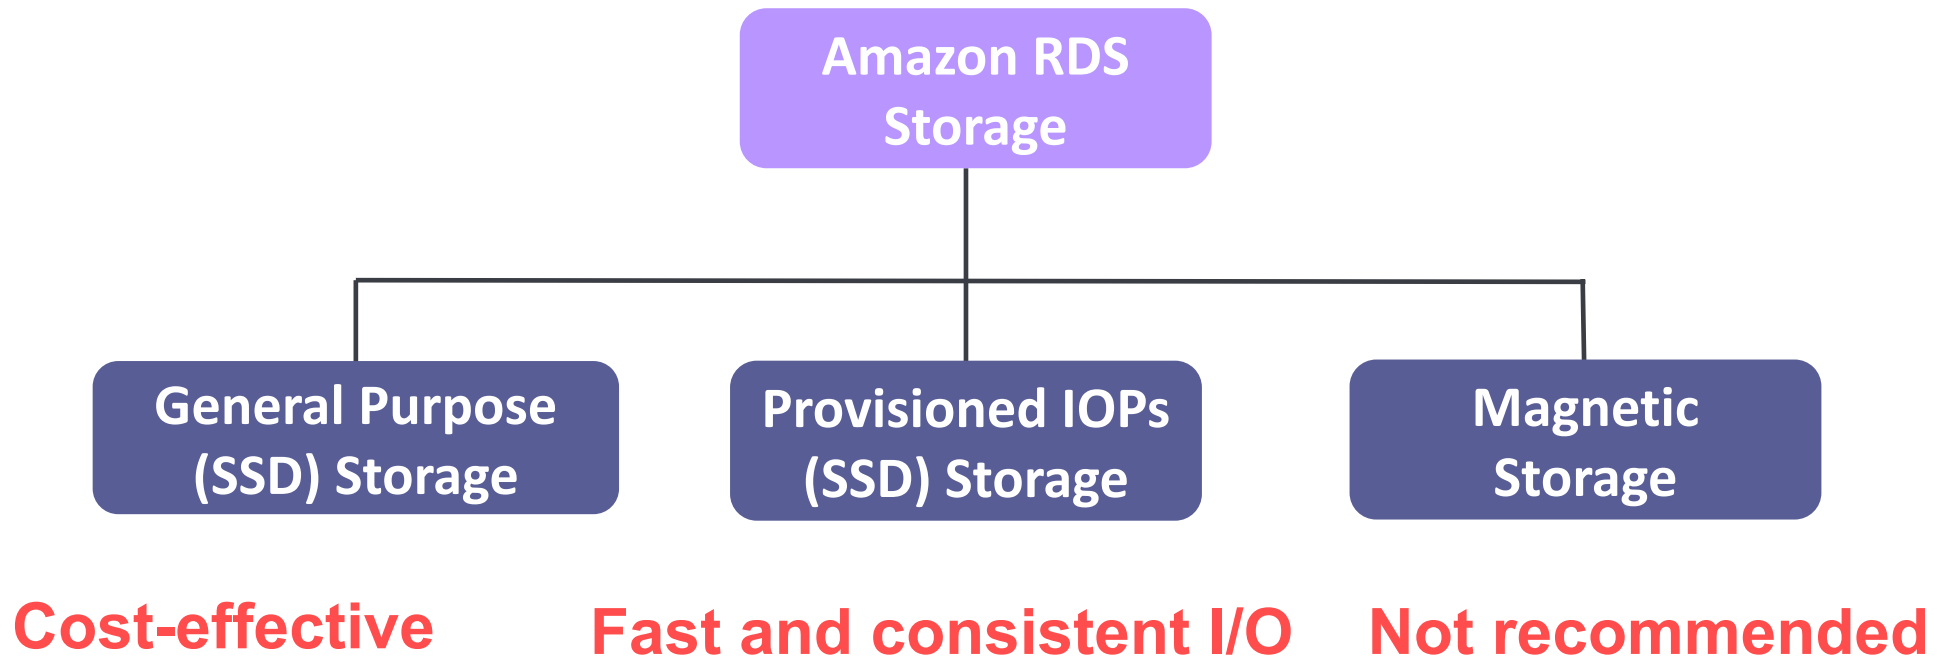 Amazon RDS
Storage
General Purpose
(SSD) Storage
Provisioned IOPs
(SSD) Storage
Magnetic
Storage
Cost-effective
Fast and consistent I/O
Not recommended